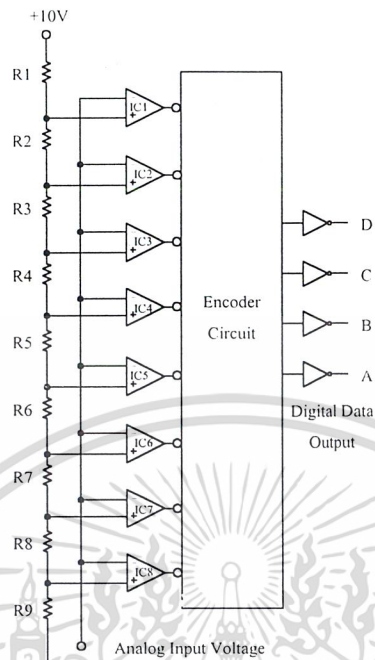 +10V
R1
IC1
+
R2
IC2
+
R3
IC3
+
D
R4
IC4
+
C
Encoder
Circuit
B
R5
IC5
+
A
R6
Digital Data
Output
IC6
+
R7
IC7
+
R8
IC8
+
R9
Analog Input Voltage